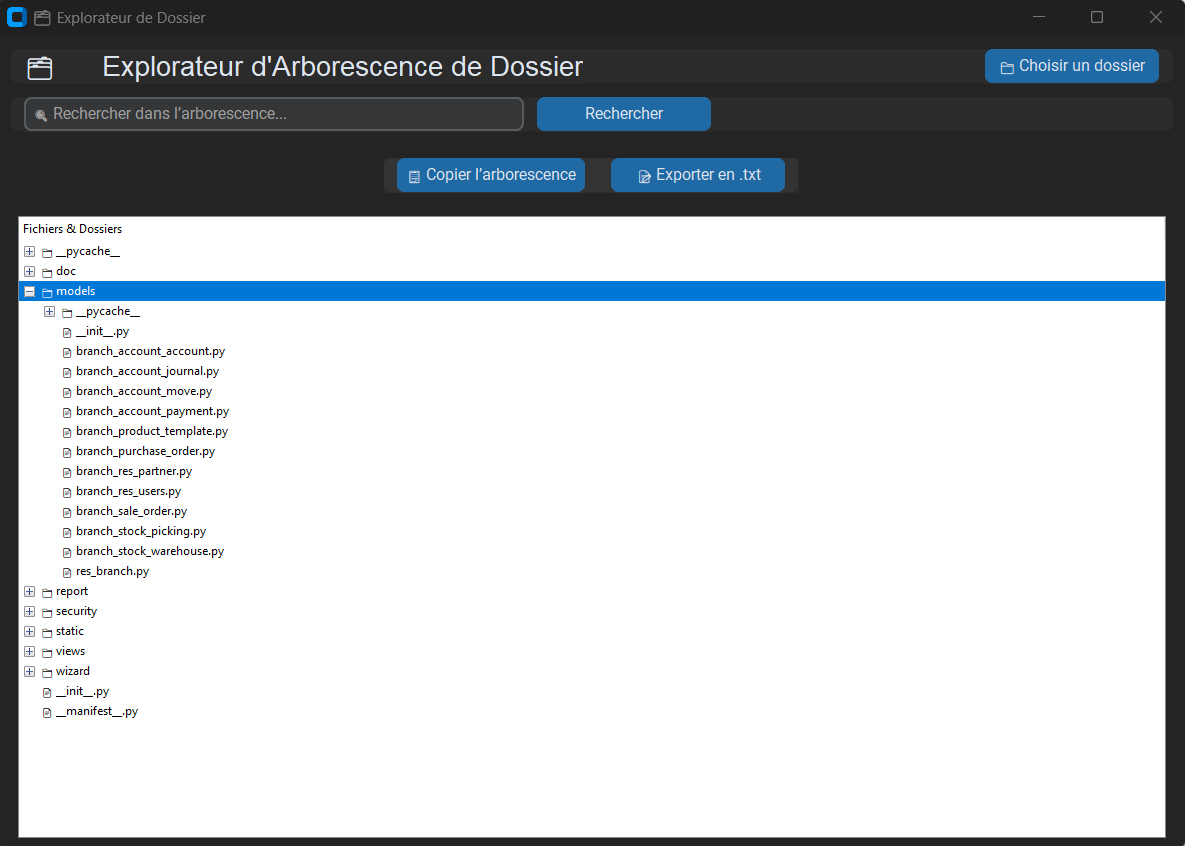 Explorateur de Dossier
Explorateur d'Arborescence de Dossier
Choisir un dossier
Rechercher dans l’arborescence...
Rechercher
Copier l’arborescence
Exporter en .txt
Fichiers & Dossiers
__pycache__
doc
models
__pycache__
__init__.py
branch_account_account.py
branch_account_journal.py
branch_account_move.py
branch_account_payment.py
branch_product_template.py
branch_purchase_order.py
branch_res_partner.py
branch_res_users.py
branch_sale_order.py
branch_stock_picking.py
branch_stock_warehouse.py
res_branch.py
report
security
static
views
wizard
__init__.py
__manifest__.py